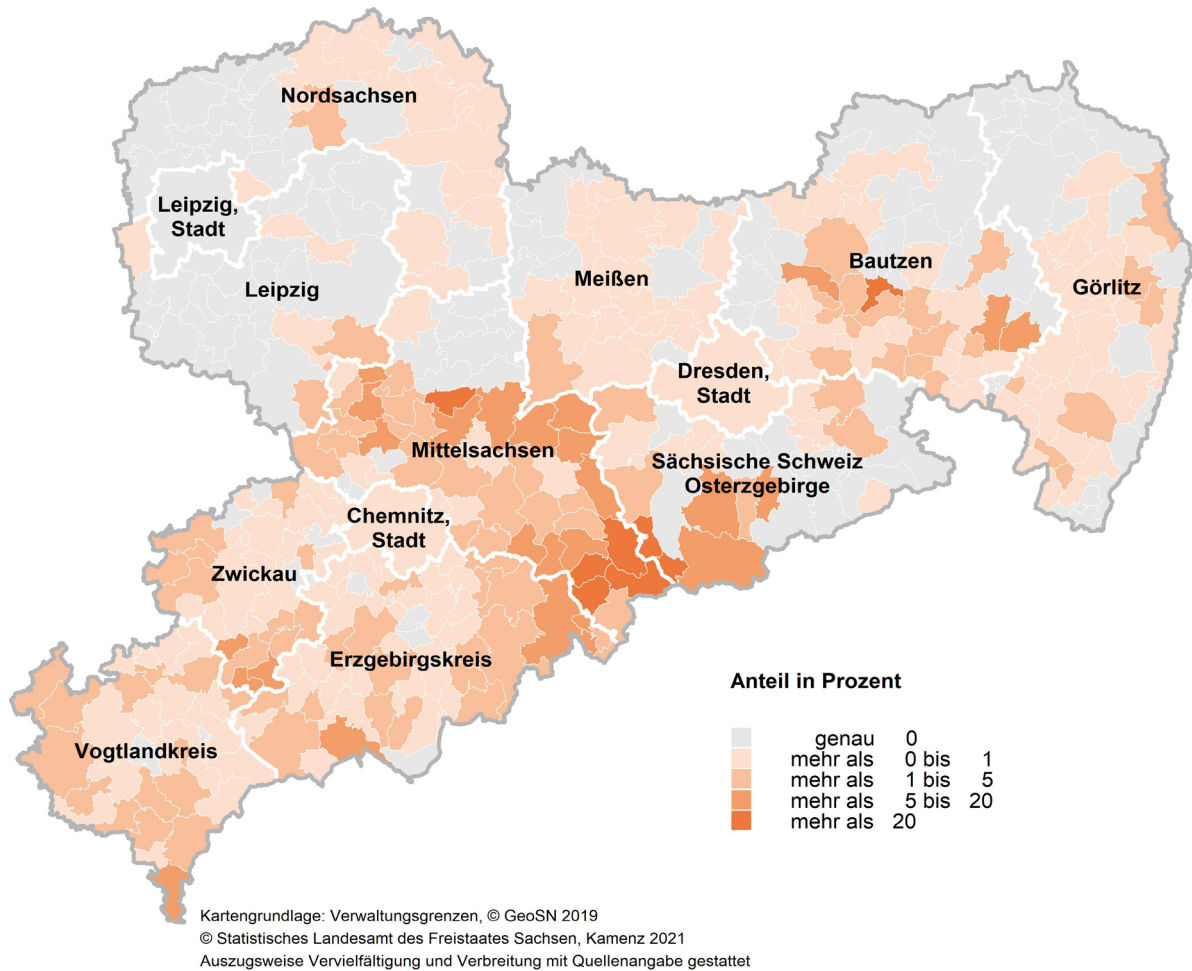 Nordsachsen
Leipzig,
Stadt
Leipzig
Meißen
Bautzen
Görlitz
Dresden,
Stadt
Mittelsachsen
Sächsische Schweiz
Osterzgebirge
Chemnitz,
Stadt
Zwickau
Erzgebirgskreis
Vogtlandkreis
Anteil in Prozent
genau 0
mehr als 0 bis 1
mehr als 1 bis 5
mehr als 5 bis 20
mehr als 20
Kartengrundlage: Verwaltungsgrenzen, © GeoSN 2019
© Statistisches Landesamt des Freistaates Sachsen, Kamenz 2021
Auszugsweise Vervielfältigung und Verbreitung mit Quellenangabe gestattet